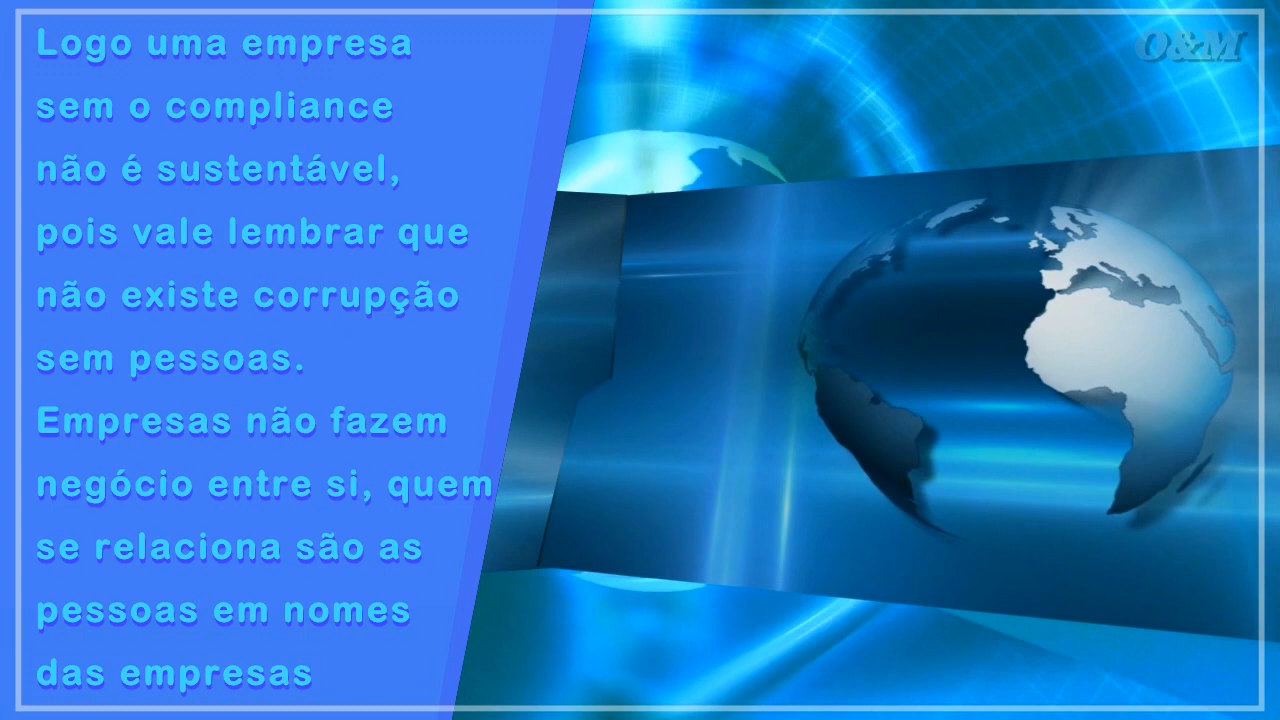 Logo uma empresa
sem o compliance
não é sustentável,
pois vale lembrar que
não existe corrupção
sem pessoas.
Empresas não fazem
negócio entre si, quem
se relaciona são as
pessoas em nomes
das empresas
O&M